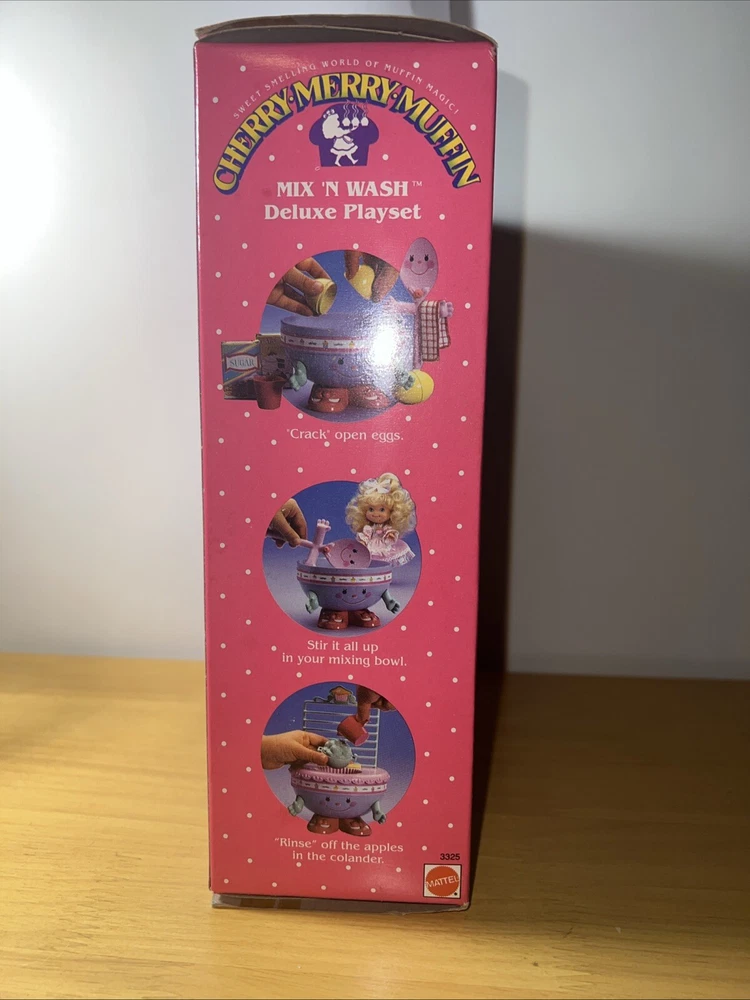 SWEET SMELLING WORLD OF MUFFIN MAGIC!
CHERRY·MERRY·MUFFIN
MIX 'N WASH™
Deluxe Playset
SUGAR
"Crack" open eggs.
Stir it all up
in your mixing bowl.
"Rinse" off the apples
in the colander.
3325
MATTEL